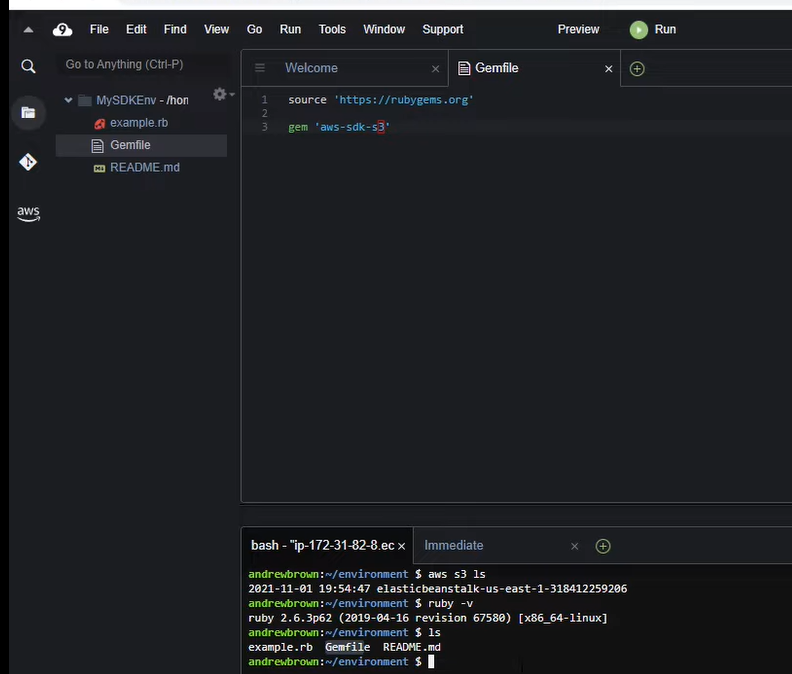 9 File Edit Find View Go Run Tools Window Support Preview Run
Go to Anything (Ctrl-P)
Welcome × Gemfile ×
MySDKEnv - /hon
example.rb
Gemfile
README.md
aws
1 source 'https://rubygems.org'
2
3 gem 'aws-sdk-s3'
bash - "ip-172-31-82-8.ec × Immediate ×
andrewbrown:~/environment $ aws s3 ls
2021-11-01 19:54:47 elasticbeanstalk-us-east-1-318412259206
andrewbrown:~/environment $ ruby -v
ruby 2.6.3p62 (2019-04-16 revision 67580) [x86_64-linux]
andrewbrown:~/environment $ ls
example.rb Gemfile README.md
andrewbrown:~/environment $